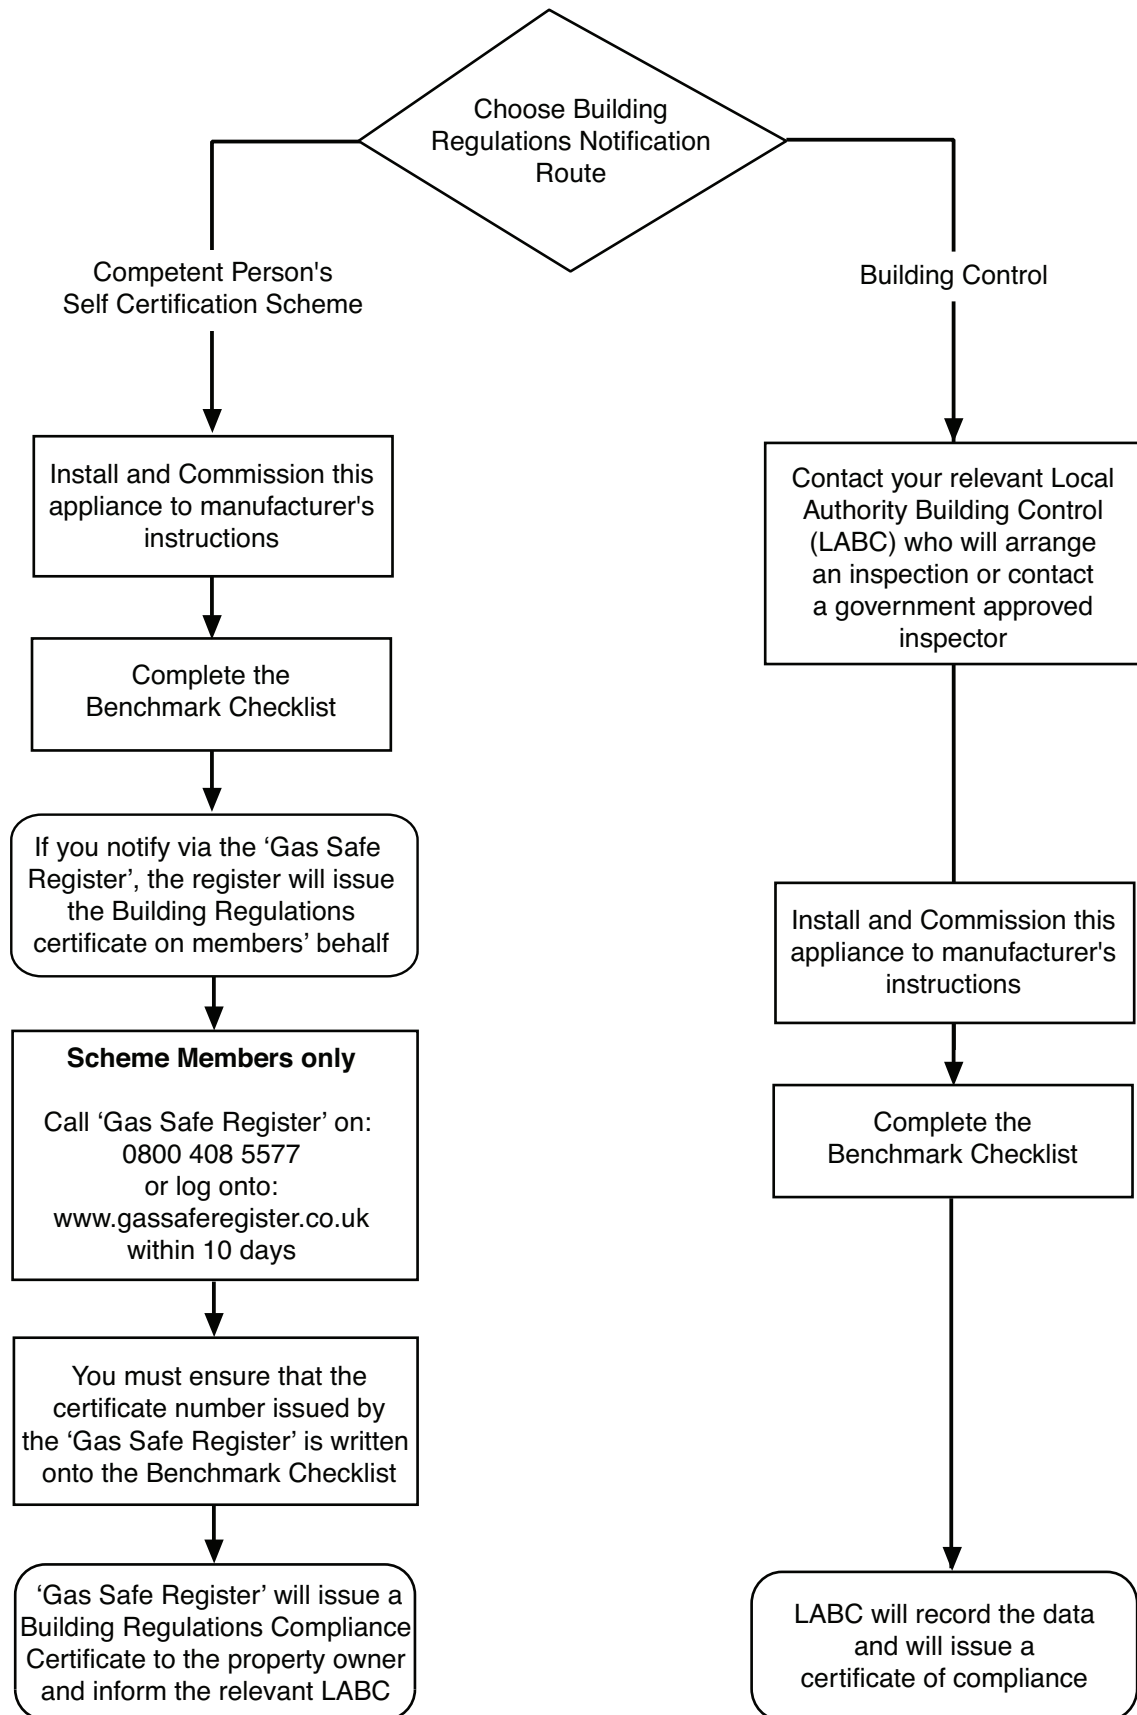 Choose Building
Regulations Notification
Route
Competent Person's
Self Certification Scheme
Building Control
Install and Commission this
appliance to manufacturer's
instructions
Complete the
Benchmark Checklist
If you notify via the ‘Gas Safe
Register’, the register will issue
the Building Regulations
certificate on members’ behalf
Scheme Members only
Call ‘Gas Safe Register’ on:
0800 408 5577
or log onto:
www.gassaferegister.co.uk
within 10 days
You must ensure that the
certificate number issued by
the ‘Gas Safe Register’ is written
onto the Benchmark Checklist
‘Gas Safe Register’ will issue a
Building Regulations Compliance
Certificate to the property owner
and inform the relevant LABC
Contact your relevant Local
Authority Building Control
(LABC) who will arrange
an inspection or contact
a government approved
inspector
Install and Commission this
appliance to manufacturer's
instructions
Complete the
Benchmark Checklist
LABC will record the data
and will issue a
certificate of compliance